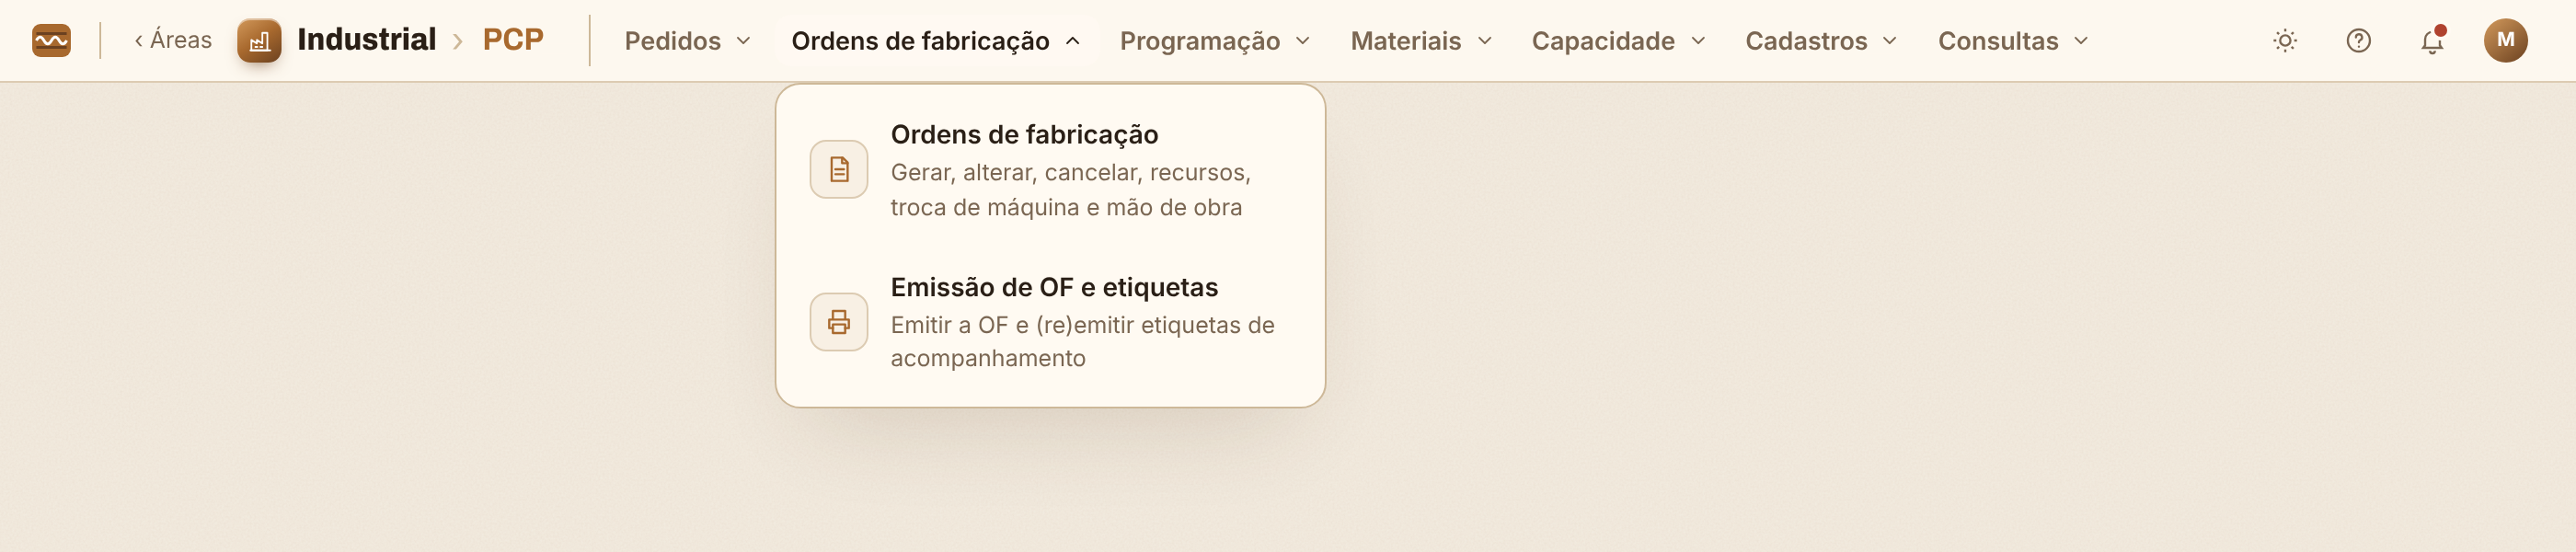 ‹ Áreas Industrial › PCP Pedidos Ordens de fabricação Programação Materiais Capacidade Cadastros Consultas M
Ordens de fabricação
Gerar, alterar, cancelar, recursos,
troca de máquina e mão de obra
Emissão de OF e etiquetas
Emitir a OF e (re)emitir etiquetas de
acompanhamento